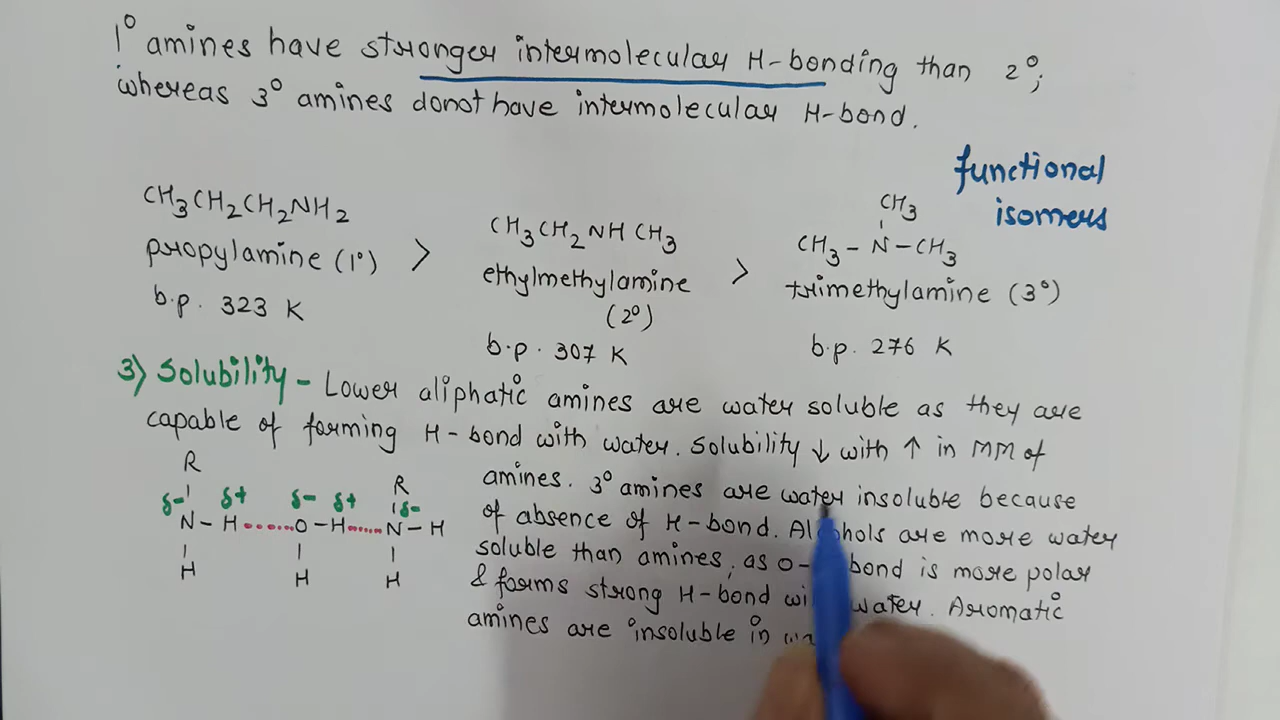 1° amines have stronger intermolecular H-bonding than 2°;
whereas 3° amines donot have intermolecular H-bond.
functional
isomers
CH3CH2CH2NH2
propylamine (1°)
b.p. 323 K
>
CH3CH2NHCH3
ethylmethylamine
(2°)
b.p. 307 K
>
CH3
CH3-N-CH3
trimethylamine (3°)
b.p. 276 K
3) Solubility - Lower aliphatic amines are water soluble as they are
capable of forming H-bond with water. Solubility ↓ with ↑ in MM of
amines. 3° amines are water insoluble because
of absence of H-bond. Alcohols are more water
soluble than amines, as O- bond is more polar
& forms strong H-bond water. Aromatic
amines are insoluble in
R R
δ- δ+ δ- δ+ δ-
N-H......O-H......N-H
H H H